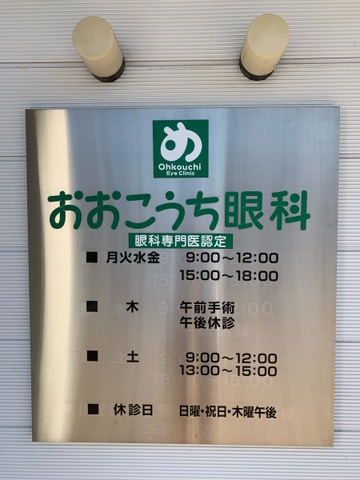 め
Ohkouchi
Eye Clinic
おおこうち眼科
眼科専門医認定
■ 月火水金 9:00～12:00
15:00～18:00
■ 木 午前手術
午後休診
■ 土 9:00～12:00
13:00～15:00
■ 休診日 日曜・祝日・木曜午後